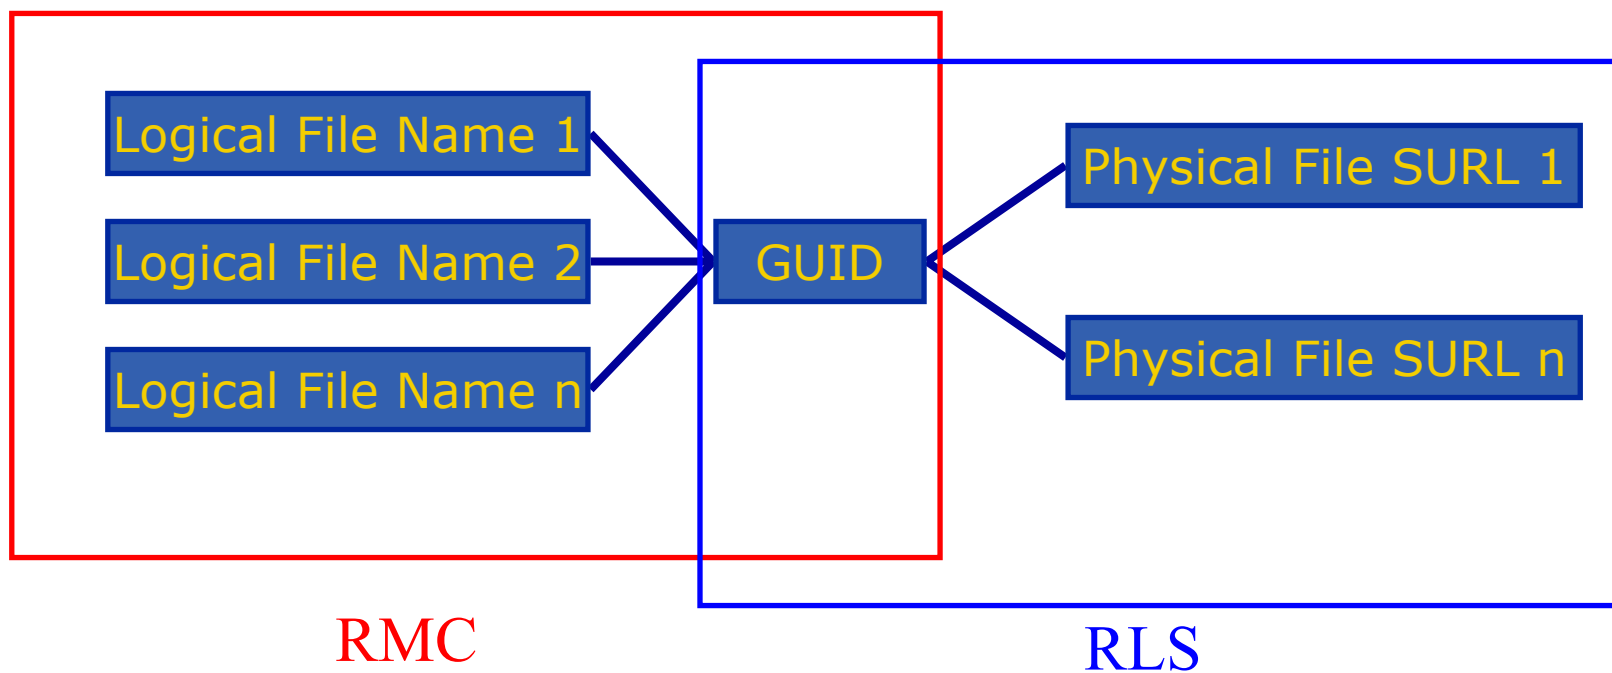 Logical File Name 1
Logical File Name 2
Logical File Name n
GUID
Physical File SURL 1
Physical File SURL n
RMC
RLS